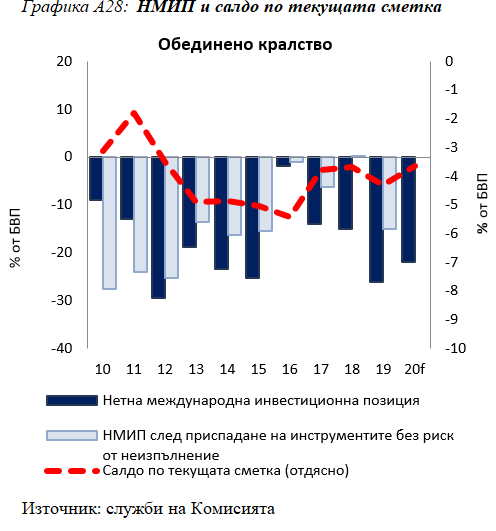 Графика А28: НМИП и салдо по текущата сметка
Обединено кралство
20
10
0
-10
-20
-30
-40
% от БВП
0
-1
-2
-3
-4
-5
-6
-7
-8
-9
-10
% от БВП
10 11 12 13 14 15 16 17 18 19 20f
Нетна международна инвестиционна позиция
НМИП след приспадане на инструментите без риск
от неизпълнение
Салдо по текущата сметка (отдясно)
Източник: служби на Комисията